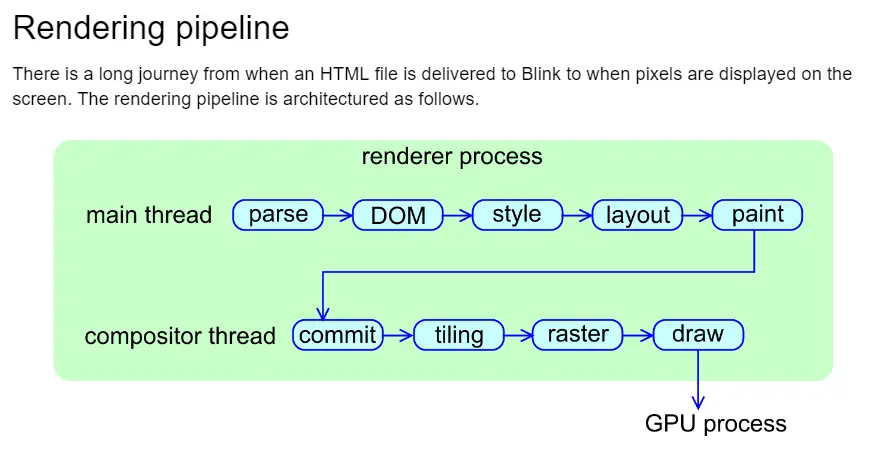 Rendering pipeline
There is a long journey from when an HTML file is delivered to Blink to when pixels are displayed on the
screen. The rendering pipeline is architectured as follows.
renderer process
main thread parse DOM style layout paint
compositor thread commit tiling raster draw
GPU process